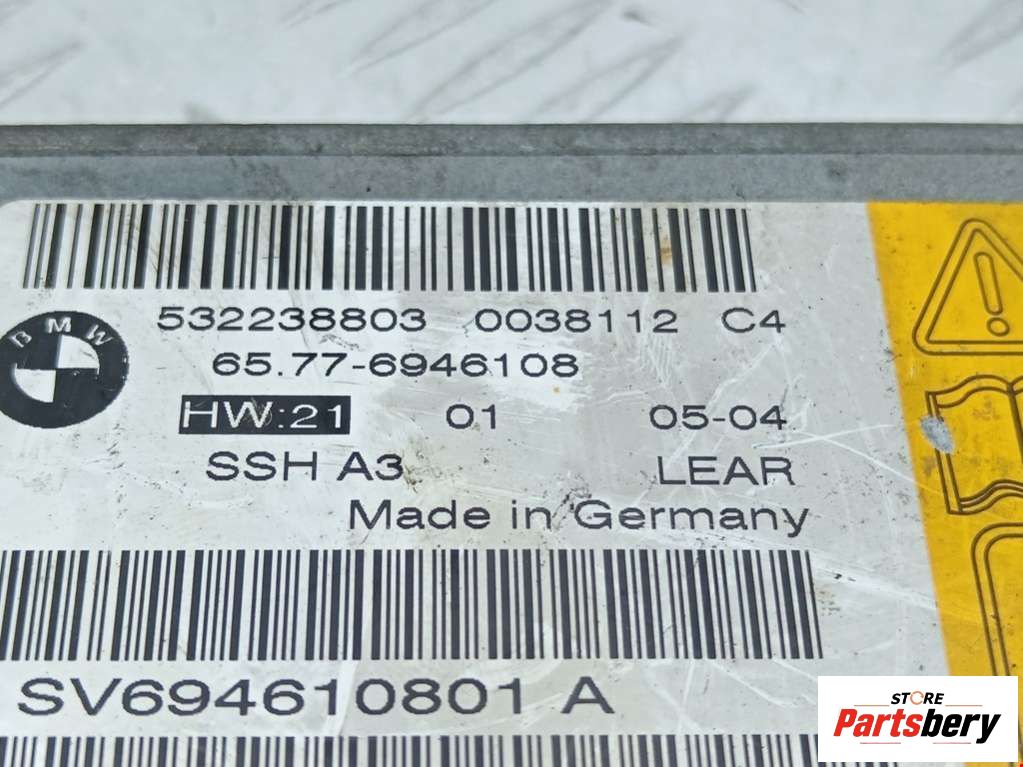 532238803 0038112 C4
BMW
65.77-6946108
HW:21 01 05-04
SSH A3 LEAR
Made in Germany
SV694610801 A
STORE
Partsbery